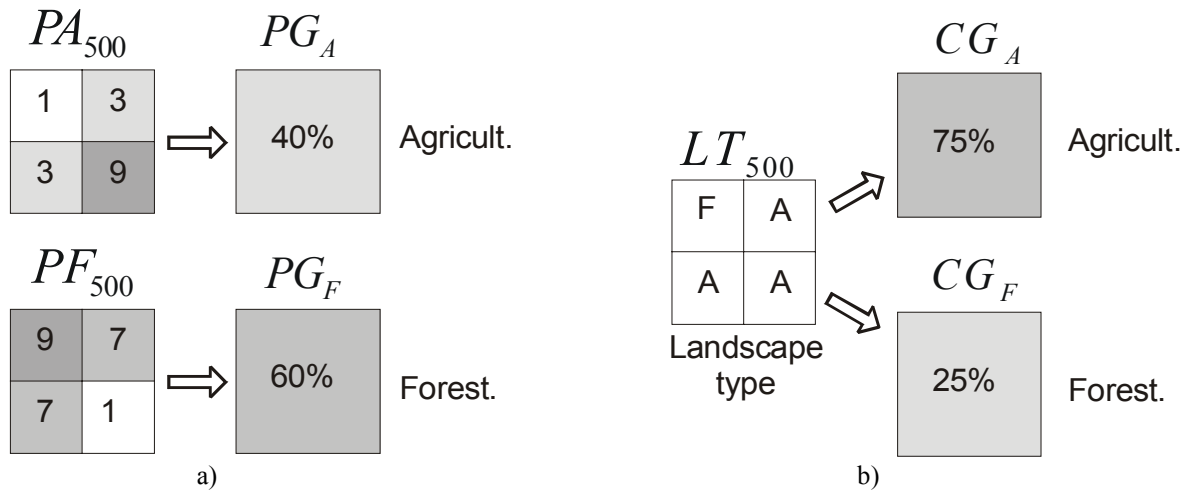 PA500 PGA
1 3
3 9
40%
Agricult.
PF500 PGF
9 7
7 1
60%
Forest.
a)
LT500
F A
A A
Landscape
type
CGA
75%
Agricult.
CGF
25%
Forest.
b)